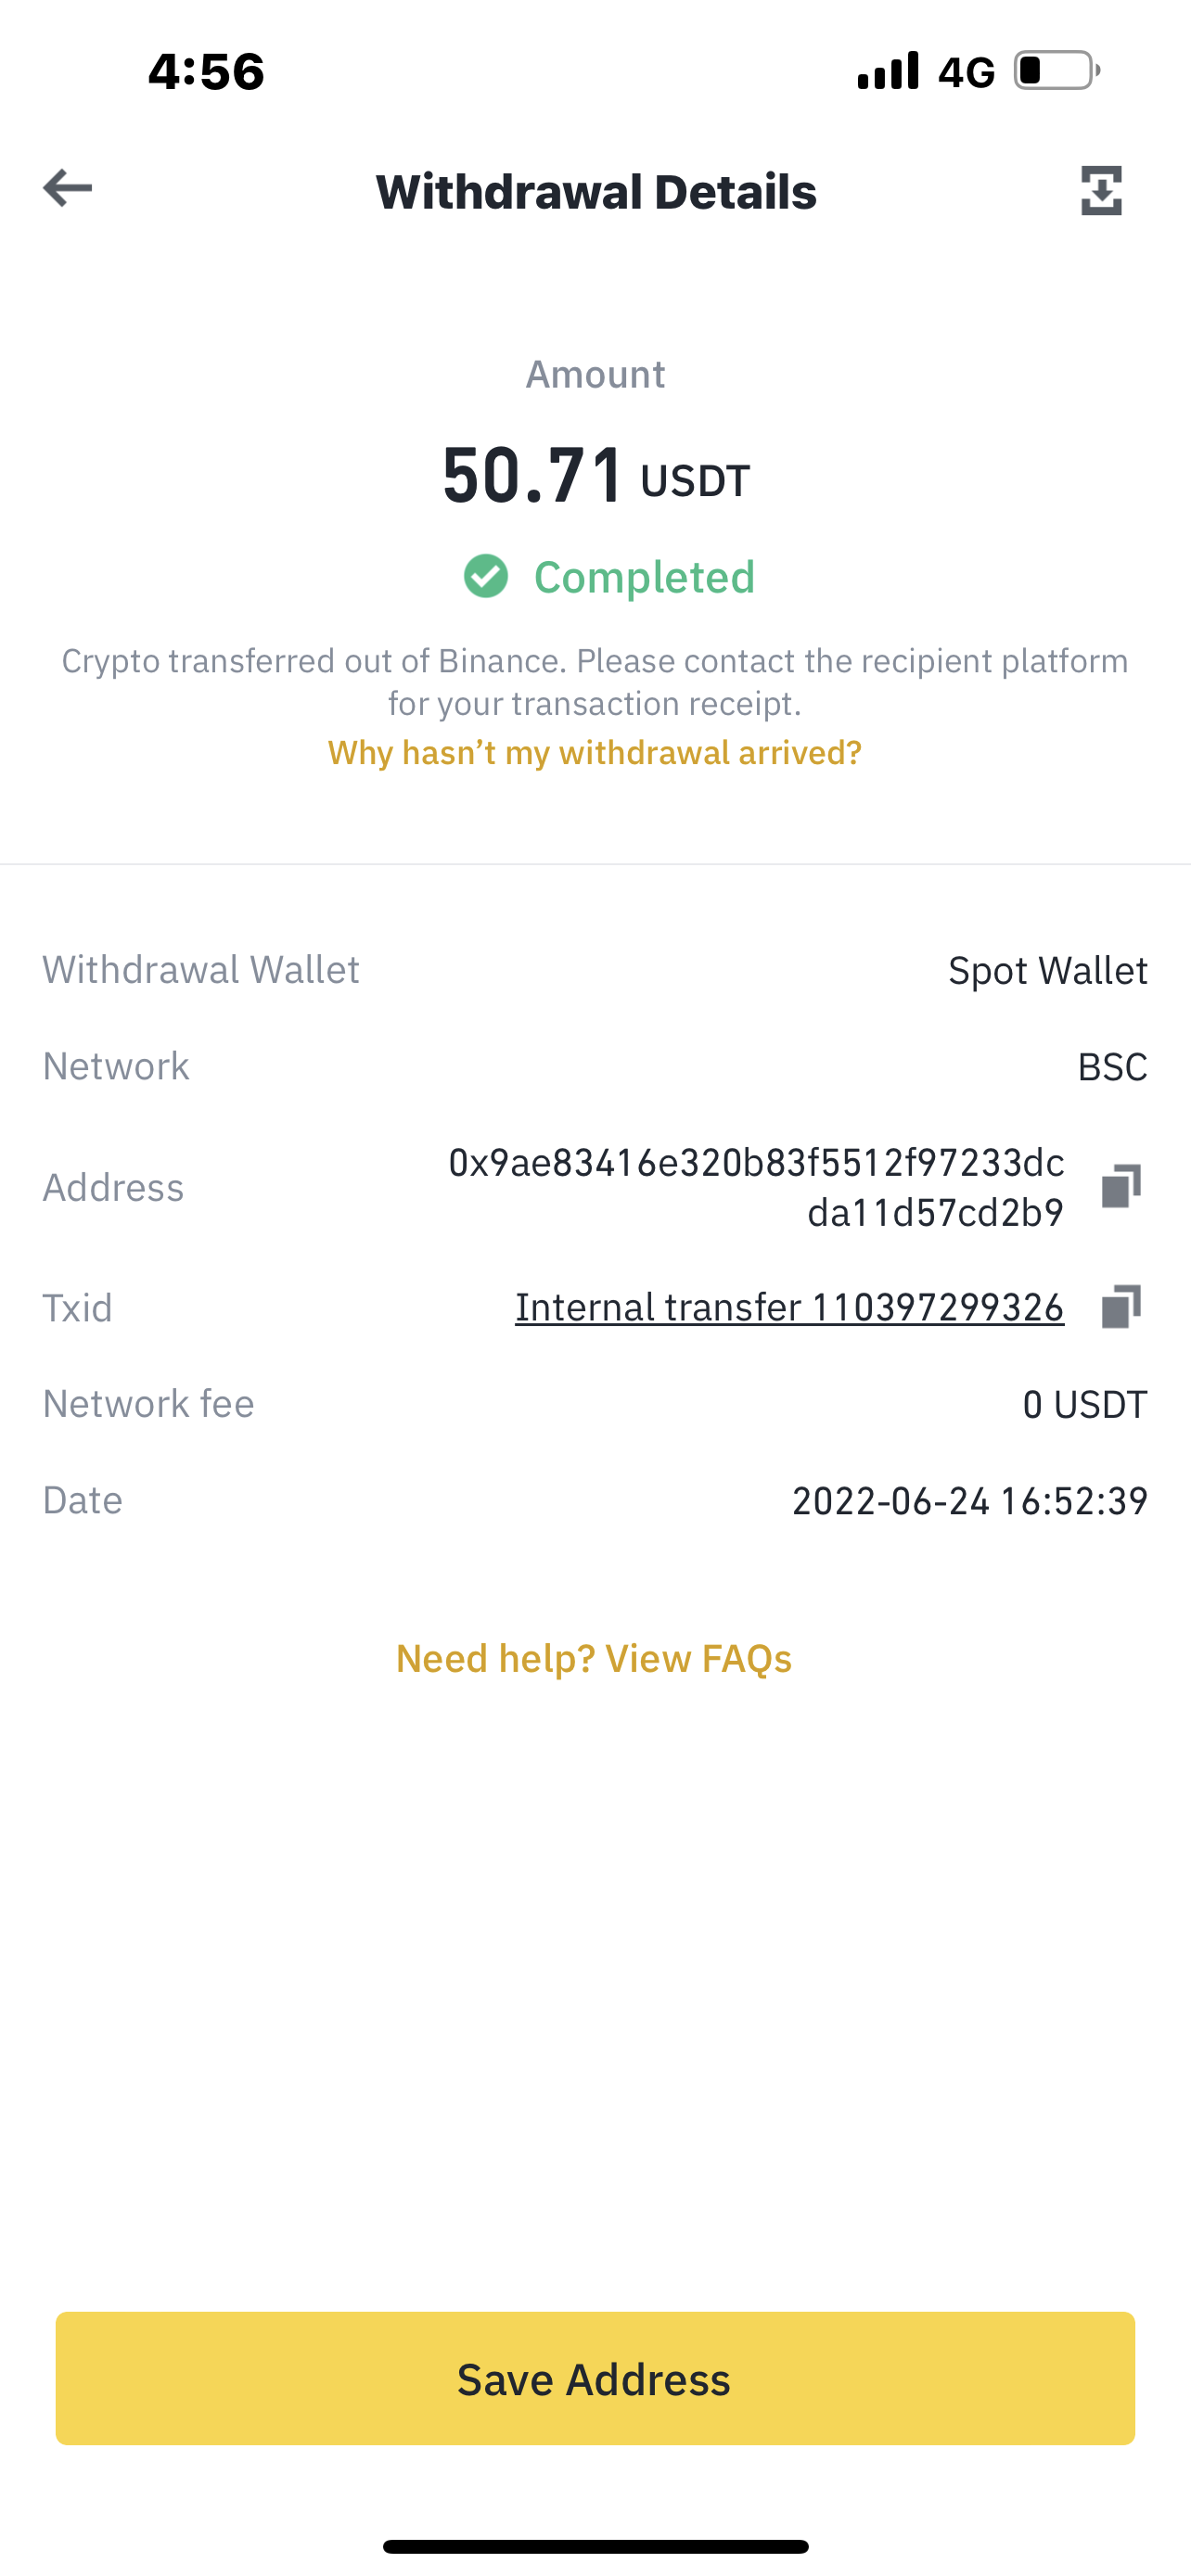 4:56
4G
Withdrawal Details
Amount
50.71 USDT
Completed
Crypto transferred out of Binance. Please contact the recipient platform
for your transaction receipt.
Why hasn’t my withdrawal arrived?
Withdrawal Wallet Spot Wallet
Network BSC
Address 0x9ae83416e320b83f5512f97233dc
da11d57cd2b9
Txid Internal transfer 110397299326
Network fee 0 USDT
Date 2022-06-24 16:52:39
Need help? View FAQs
Save Address